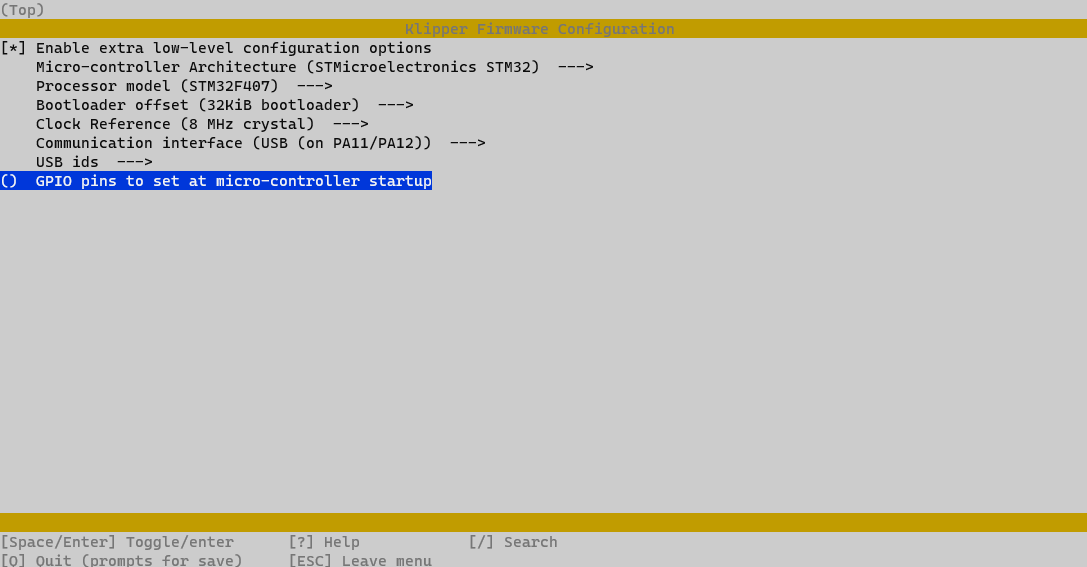 (Top)
Klipper Firmware Configuration
[*] Enable extra low-level configuration options
Micro-controller Architecture (STMicroelectronics STM32)  --->
Processor model (STM32F407)  --->
Bootloader offset (32KiB bootloader)  --->
Clock Reference (8 MHz crystal)  --->
Communication interface (USB (on PA11/PA12))  --->
USB ids  --->
()  GPIO pins to set at micro-controller startup
[Space/Enter] Toggle/enter      [?] Help            [/] Search
[Q] Quit (prompts for save)     [ESC] Leave menu